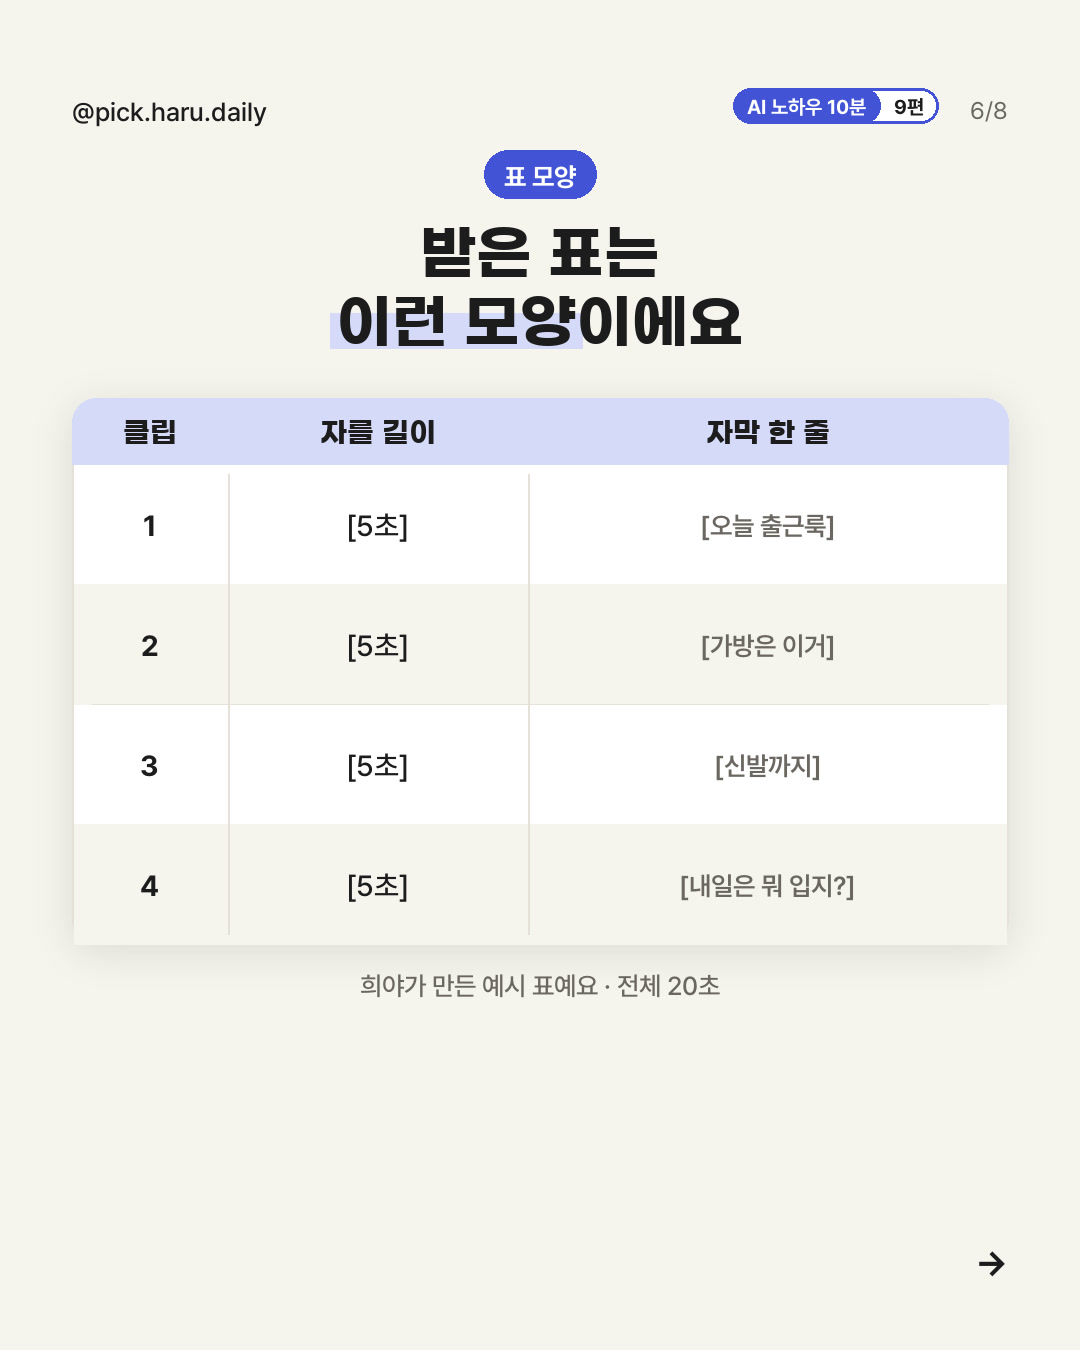 @pick.haru.daily
AI 노하우 10분 9편
6/8
표 모양
받은 표는
이런 모양이에요
클립 자를 길이 자막 한 줄
1 [5초] [오늘 출근룩]
2 [5초] [가방은 이거]
3 [5초] [신발까지]
4 [5초] [내일은 뭐 입지?]
희야가 만든 예시 표예요 · 전체 20초
→